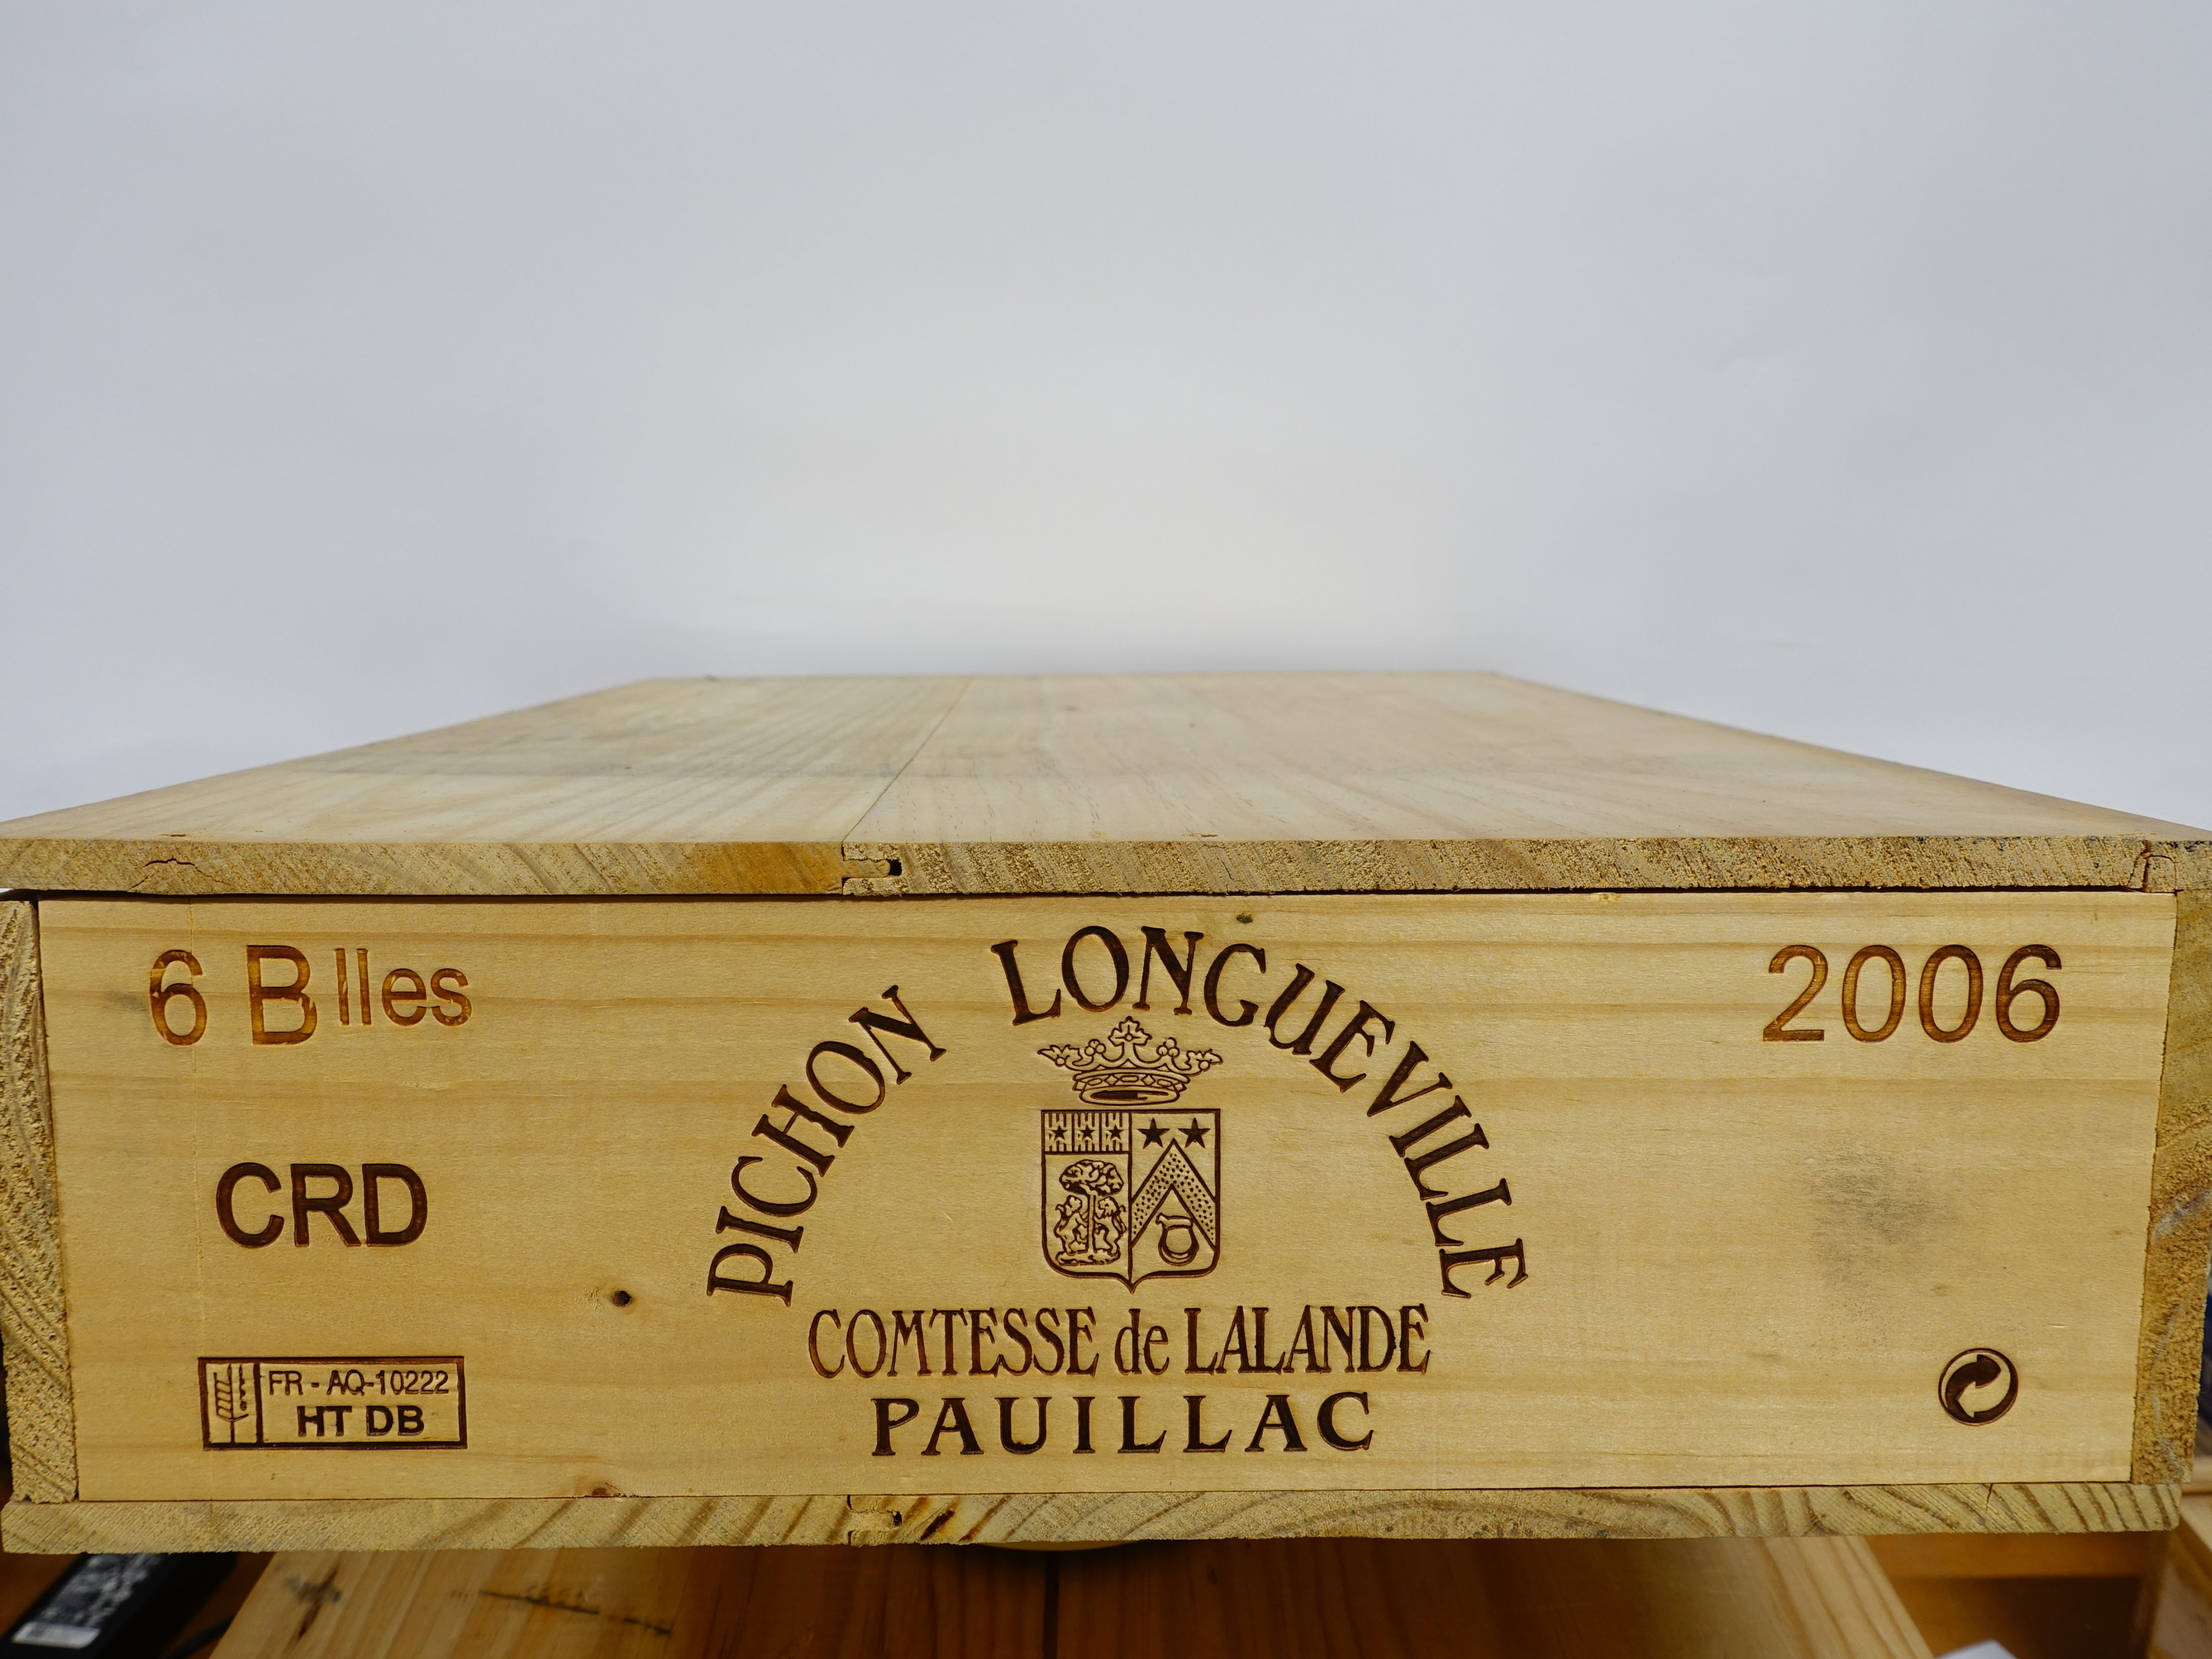 6 Blles
2006
PICHON LONGUEVILLE
CRD
COMTESSE de LALANDE
PAUILLAC
FR - AQ-10222
HT DB